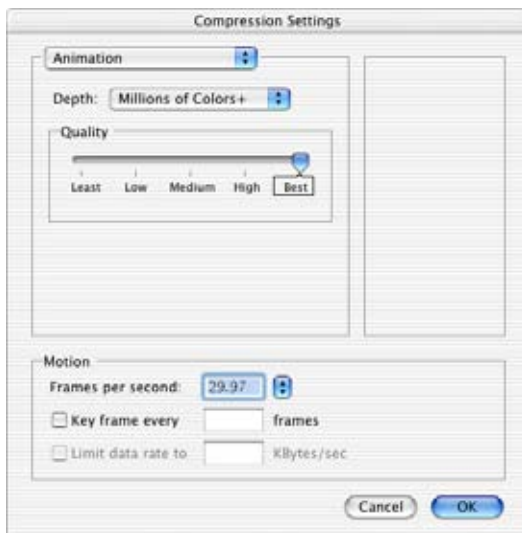 Compression Settings
Animation
Depth: Millions of Colors+
Quality
Least Low Medium High Best
Motion
Frames per second: 29.97
Key frame every frames
Limit data rate to KBytes/sec
Cancel OK